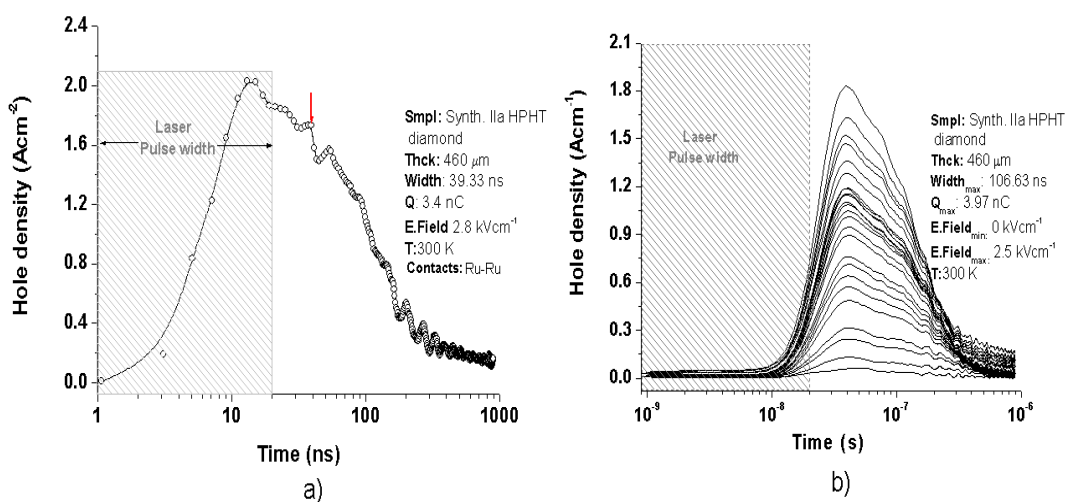 2.4
2.0
1.6
1.2
0.8
0.4
0.0
Hole density (Acm⁻²)
Laser
Pulse width
Smpl: Synth. IIa HPHT
diamond
Thck: 460 μm
Width: 39.33 ns
Q: 3.4 nC
E.Field 2.8 kVcm⁻¹
T:300 K
Contacts: Ru-Ru
1
10
100
1000
Time (ns)
a)
2.1
1.8
1.5
1.2
0.9
0.6
0.3
0.0
Hole density (Acm⁻¹)
Laser
Pulse width
Smpl: Synth. IIa HPHT
diamond
Thck: 460 μm
Width_max: 106.63 ns
Q_max: 3.97 nC
E.Field_min: 0 kVcm⁻¹
E.Field_max: 2.5 kVcm⁻¹
T:300 K
10⁻⁹
10⁻⁸
10⁻⁷
10⁻⁶
Time (s)
b)